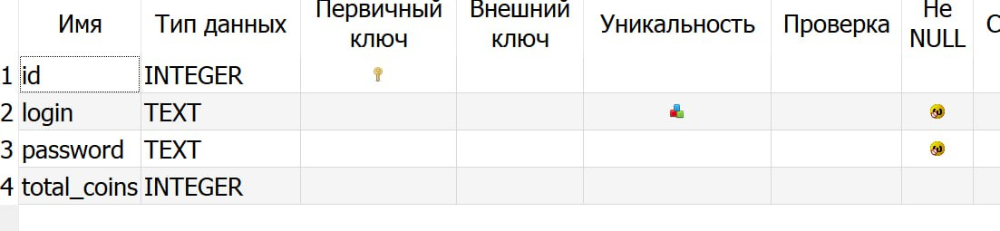 Имя Тип данных Первичный ключ Внешний ключ Уникальность Проверка Не NULL С
1 id INTEGER
2 login TEXT
3 password TEXT
4 total_coins INTEGER